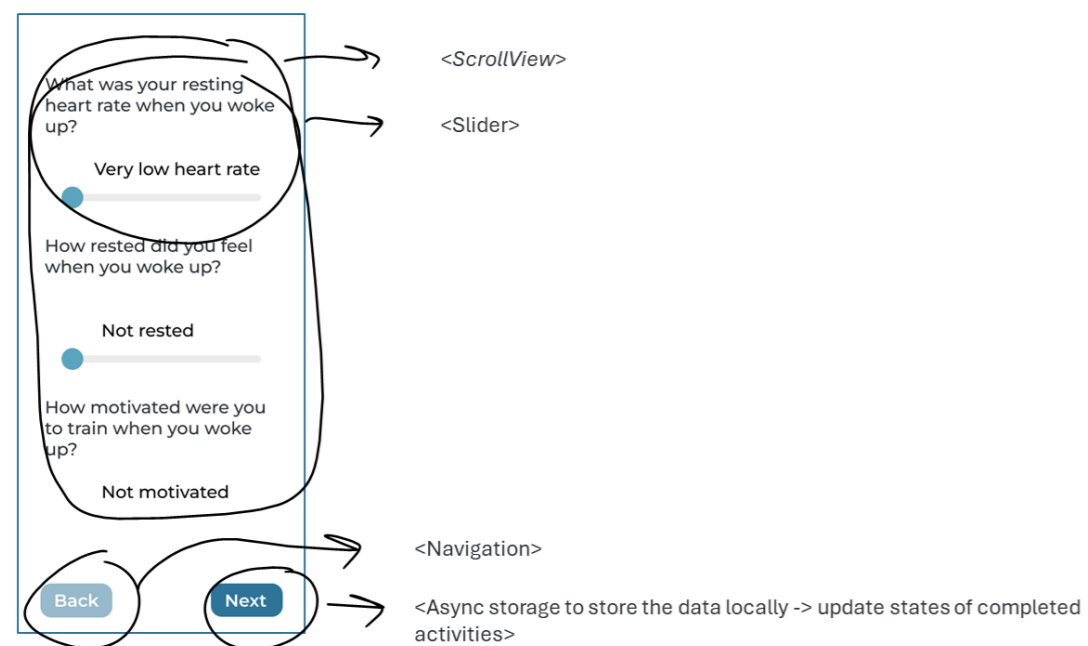 <ScrollView>
What was your resting
heart rate when you woke
up?
<Slider>
Very low heart rate
How rested did you feel
when you woke up?
Not rested
How motivated were you
to train when you woke
up?
Not motivated
<Navigation>
Back
Next
<Async storage to store the data locally -> update states of completed
activities>